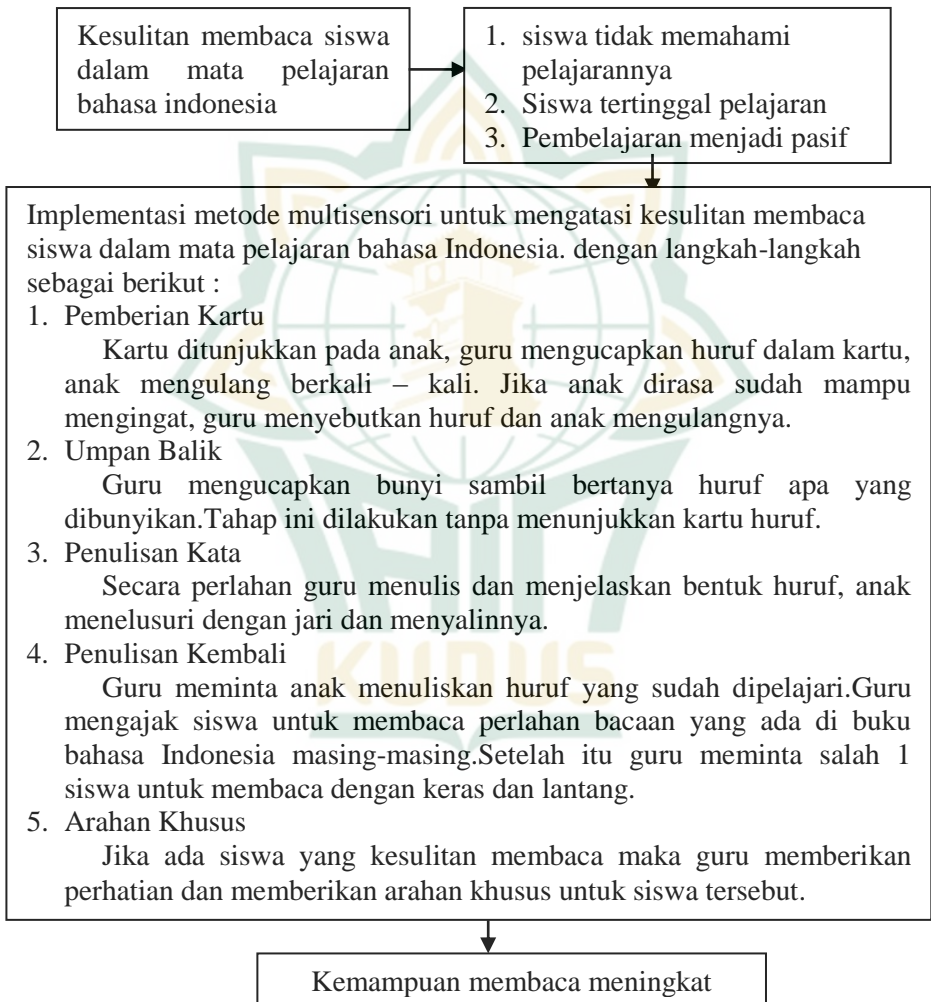 Kesulitan membaca siswa
dalam mata pelajaran
bahasa indonesia
1. siswa tidak memahami
pelajarannya
2. Siswa tertinggal pelajaran
3. Pembelajaran menjadi pasif
Implementasi metode multisensori untuk mengatasi kesulitan membaca
siswa dalam mata pelajaran bahasa Indonesia. dengan langkah-langkah
sebagai berikut :
1. Pemberian Kartu
Kartu ditunjukkan pada anak, guru mengucapkan huruf dalam kartu,
anak mengulang berkali – kali. Jika anak dirasa sudah mampu
mengingat, guru menyebutkan huruf dan anak mengulangnya.
2. Umpan Balik
Guru mengucapkan bunyi sambil bertanya huruf apa yang
dibunyikan.Tahap ini dilakukan tanpa menunjukkan kartu huruf.
3. Penulisan Kata
Secara perlahan guru menulis dan menjelaskan bentuk huruf, anak
menelusuri dengan jari dan menyalinnya.
4. Penulisan Kembali
Guru meminta anak menuliskan huruf yang sudah dipelajari.Guru
mengajak siswa untuk membaca perlahan bacaan yang ada di buku
bahasa Indonesia masing-masing.Setelah itu guru meminta salah 1
siswa untuk membaca dengan keras dan lantang.
5. Arahan Khusus
Jika ada siswa yang kesulitan membaca maka guru memberikan
perhatian dan memberikan arahan khusus untuk siswa tersebut.
Kemampuan membaca meningkat
KUDUS